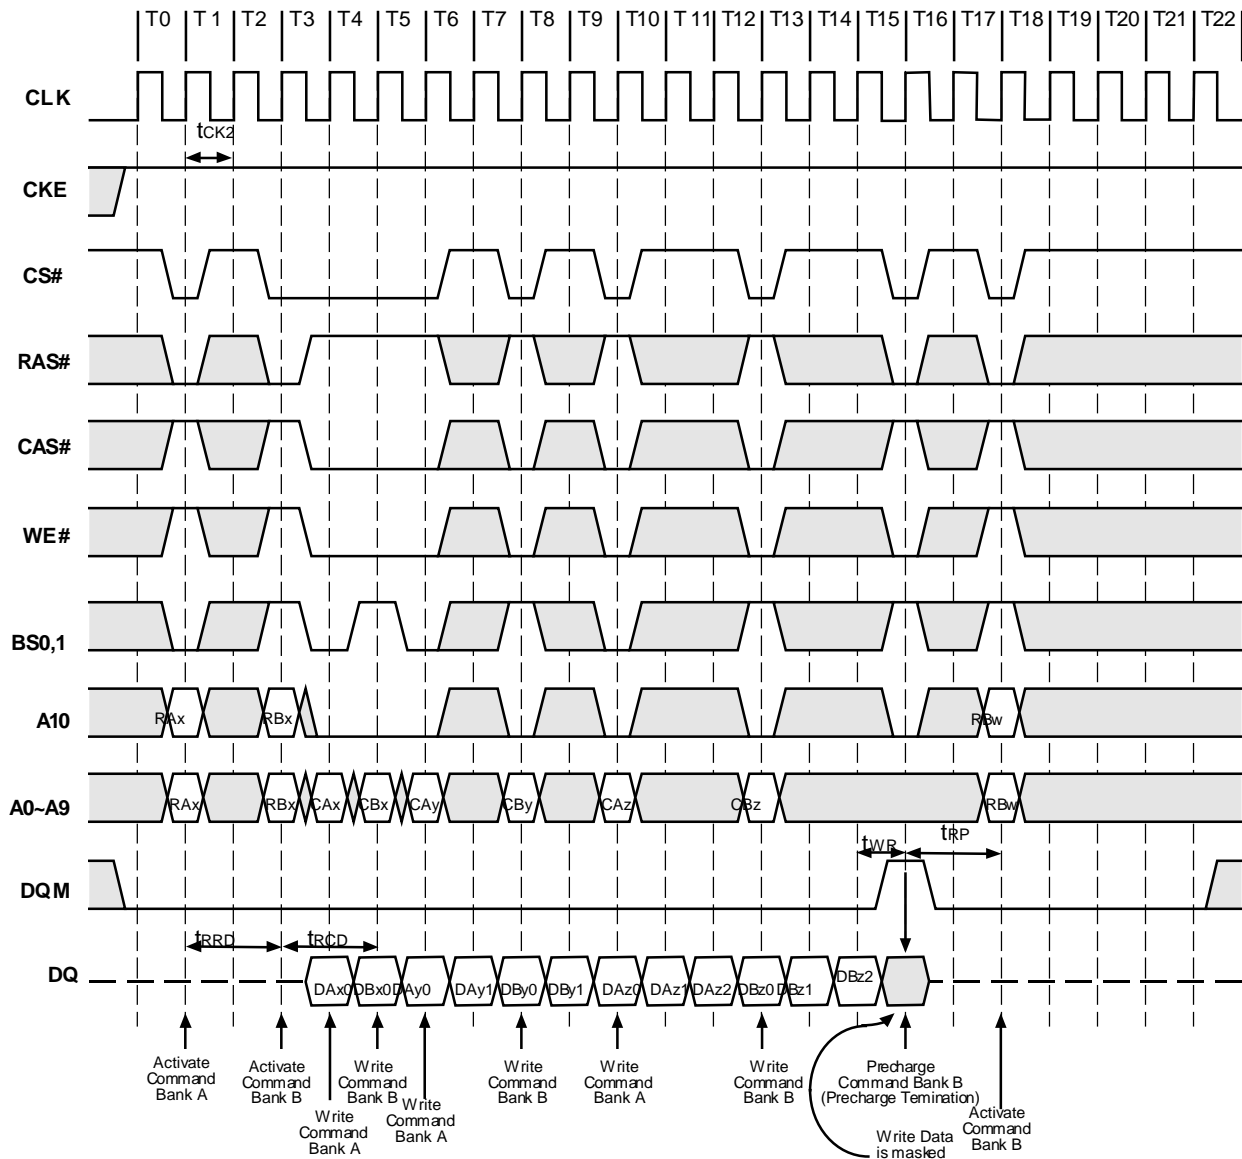 T0 T 1 T2 T3 T4 T5 T6 T7 T8 T9 T10 T 11 T12 T13 T14 T15 T16 T17 T18 T19 T20 T21 T22
CLK
tCK2
CKE
CS#
RAS#
CAS#
WE#
BS0,1
A10 RAx RBx RBw
A0~A9 RAx RBx CAx CBx CAy CBy CAz CBz RBw
tWR tRP
DQM
tRRD tRCD
DQ DAx0 DBx0 DAy0 DAy1 DBy0 DBy1 DAz0 DAz1 DAz2 DBz0 DBz1 DBz2
Activate
Command
Bank A
Activate
Command
Bank B
Write
Command
Bank A
Write
Command
Bank B
Write
Command
Bank A
Write
Command
Bank B
Write
Command
Bank A
Write
Command
Bank B
Precharge
Command Bank B
(Precharge Temination)
Write Data
is masked
Activate
Command
Bank B